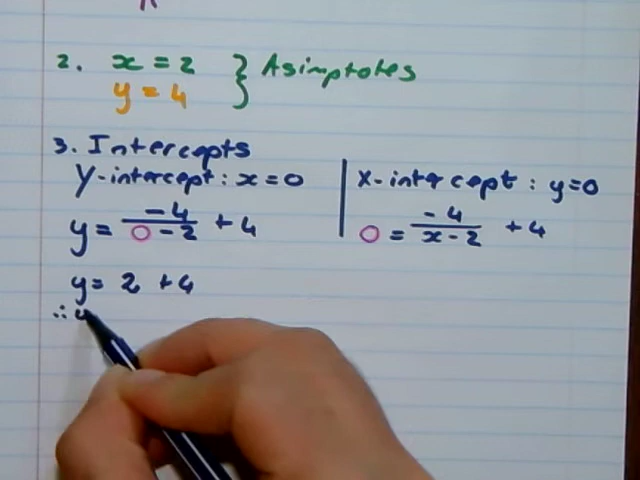 2. x = 2 } Asimptotes
y = 4
3. Intercepts
y-intercept : x = 0
y = -4/(0 - 2) + 4
y = 2 + 4
∴ y
x-intercept : y = 0
0 = -4/(x - 2) + 4